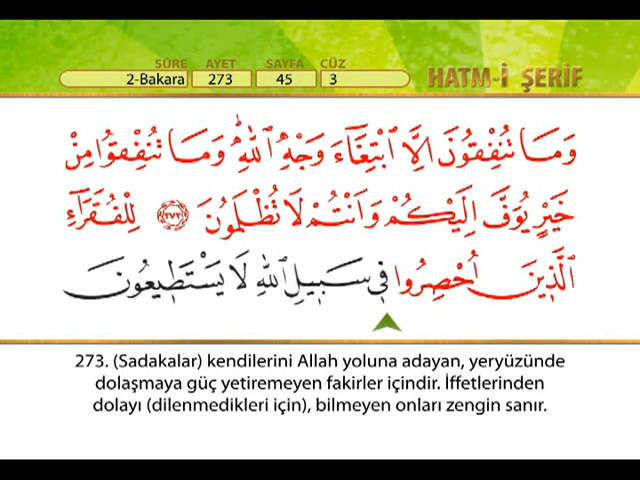 SÛRE AYET SAYFA CÜZ
2-Bakara 273 45 3
HATM-İ ŞERİF
وَمَا تُنْفِقُونَ اِلَّا ابْتِغَٓاءَ وَجْهِ اللّٰهِؕ وَمَا تُنْفِقُوا مِنْ
خَيْرٍ يُوَفَّ اِلَيْكُمْ وَاَنْتُمْ لَا تُظْلَمُونَ ﴿٢٧٢﴾ لِلْفُقَرَٓاءِ
الَّذ۪ينَ اُحْصِرُوا ف۪ي سَب۪يلِ اللّٰهِ لَا يَسْتَط۪يعُونَ
273. (Sadakalar) kendilerini Allah yoluna adayan, yeryüzünde
dolaşmaya güç yetiremeyen fakirler içindir. İffetlerinden
dolayı (dilenmedikleri için), bilmeyen onları zengin sanır.